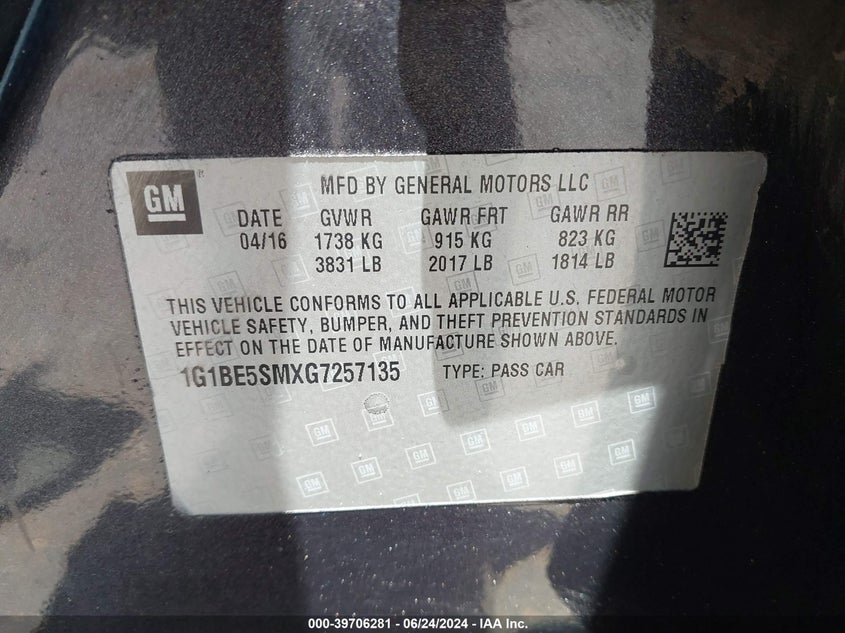 GM ®
MFD BY GENERAL MOTORS LLC
DATE GVWR GAWR FRT GAWR RR
04/16 1738 KG 915 KG 823 KG
3831 LB 2017 LB 1814 LB
THIS VEHICLE CONFORMS TO ALL APPLICABLE U.S. FEDERAL MOTOR
VEHICLE SAFETY, BUMPER, AND THEFT PREVENTION STANDARDS IN
EFFECT ON THE DATE OF MANUFACTURE SHOWN ABOVE.
1G1BE5SMXG7257135 TYPE: PASS CAR
000-39706281 - 06/24/2024 - IAA Inc.